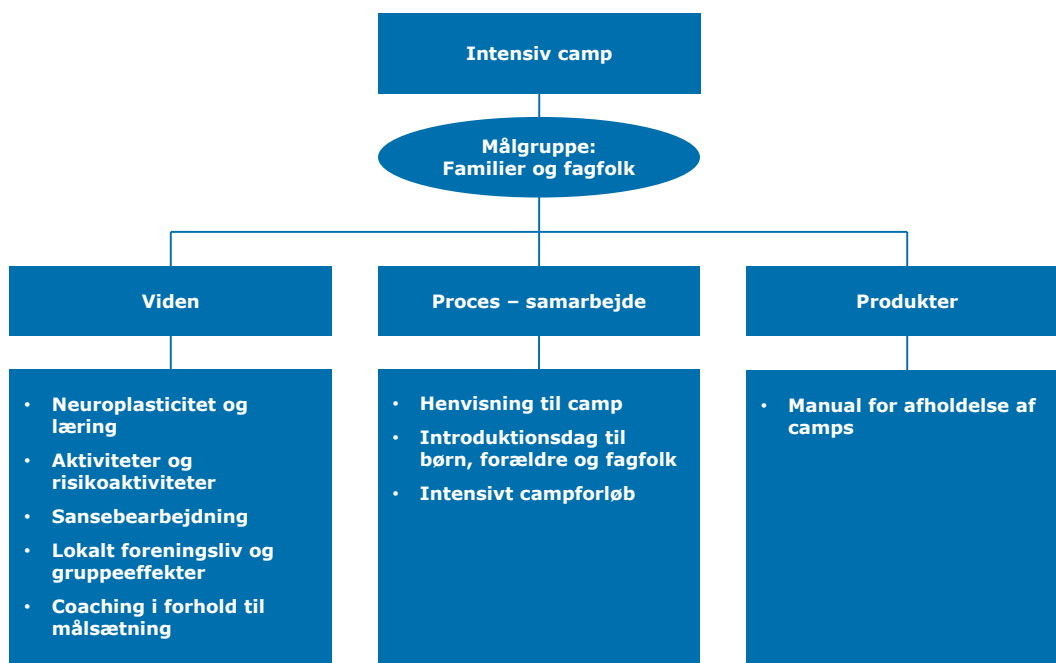 Intensiv camp
Målgruppe:
Familier og fagfolk
Viden
Proces – samarbejde
Produkter
• Neuroplasticitet og
læring
• Aktiviteter og
risikoaktiviteter
• Sansebearbejdning
• Lokalt foreningsliv og
gruppeeffekter
• Coaching i forhold til
målsætning
• Henvisning til camp
• Introduktionsdag til
børn, forældre og fagfolk
• Intensivt campforløb
• Manual for afholdelse af
camps